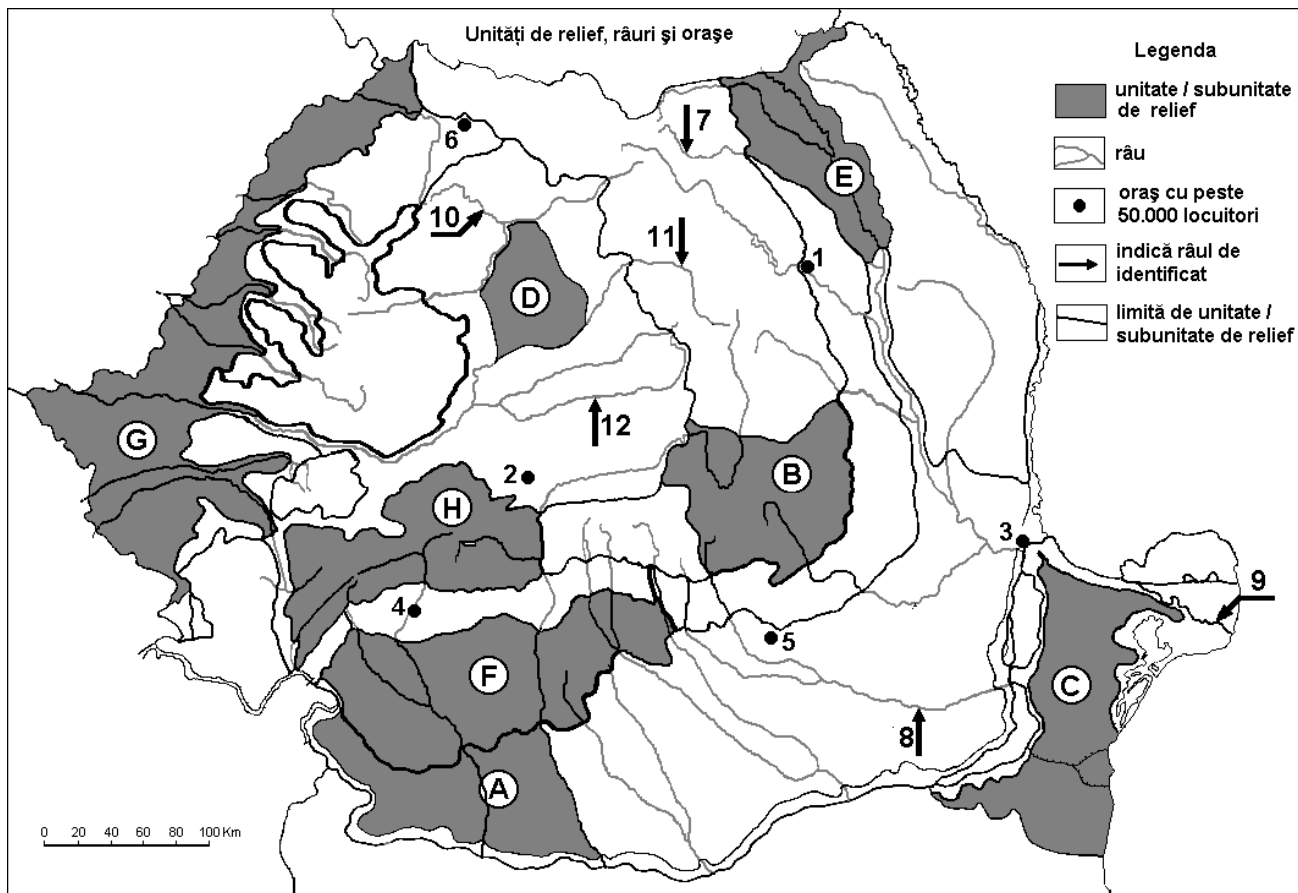 Unități de relief, râuri și orașe
Legenda
unitate / subunitate
de relief
râu
oraș cu peste
50.000 locuitori
indică râul de
identificat
limită de unitate /
subunitate de relief
7
6
E
10
11
1
D
G
12
2
B
H
3
9
4
5
F
C
8
A
0 20 40 60 80 100 Km